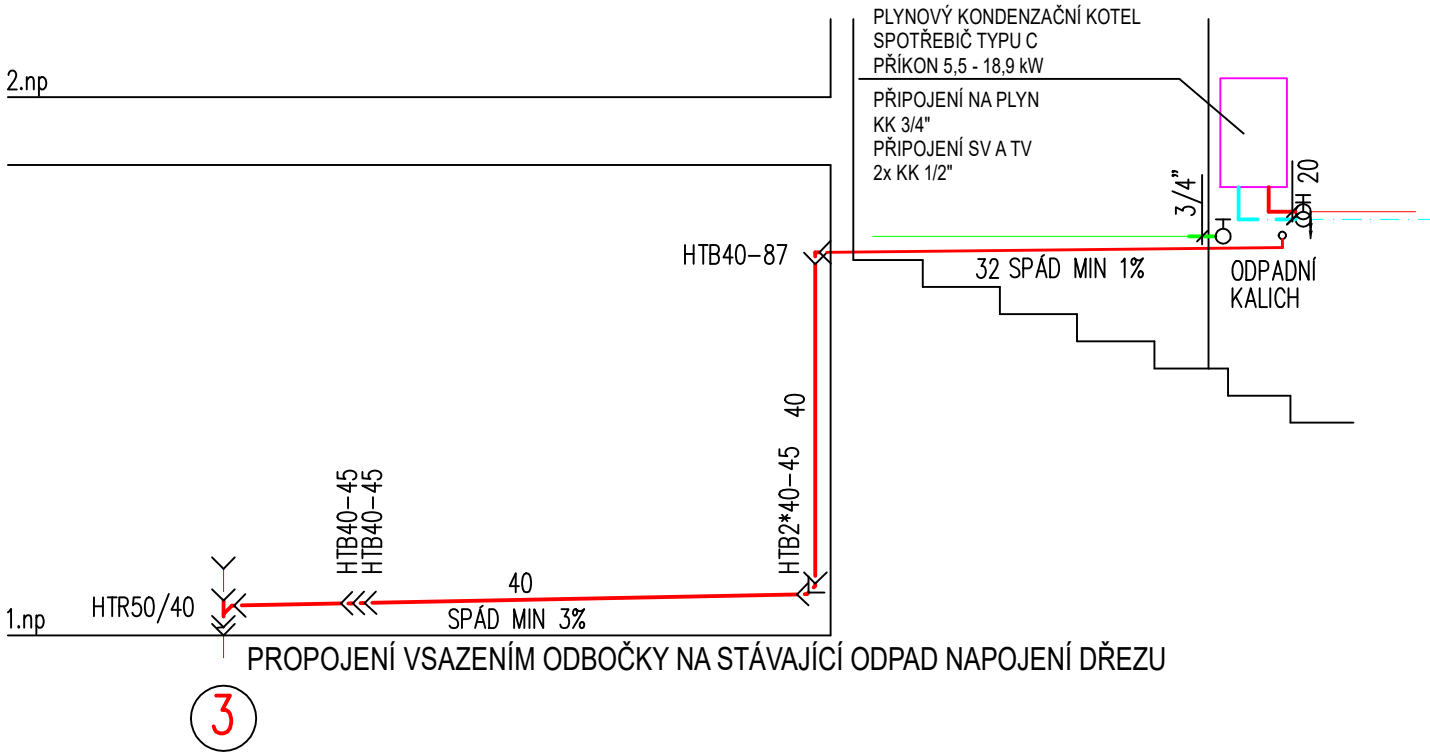 PLYNOVÝ KONDENZAČNÍ KOTEL
SPOTŘEBIČ TYPU C
PŘÍKON 5,5 - 18,9 kW
PŘIPOJENÍ NA PLYN
KK 3/4"
PŘIPOJENÍ SV A TV
2x KK 1/2"
2.np
3/4"
20
HTB40-87
32 SPÁD MIN 1%
ODPADNÍ
KALICH
40
HTB2*40-45
HTB40-45
HTB40-45
HTR50/40
40
SPÁD MIN 3%
1.np
PROPOJENÍ VSAZENÍM ODBOČKY NA STÁVAJÍCÍ ODPAD NAPOJENÍ DŘEZU
3